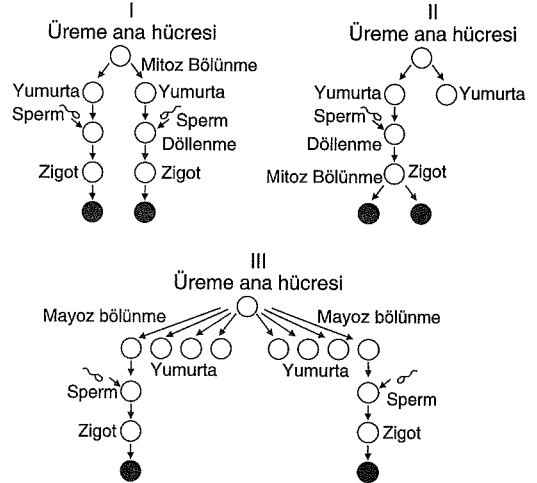 I
Üreme ana hücresi
Mitoz Bölünme
Yumurta Yumurta
Sperm Sperm
Döllenme
Zigot Zigot
II
Üreme ana hücresi
Yumurta Yumurta
Sperm
Döllenme
Mitoz Bölünme Zigot
III
Üreme ana hücresi
Mayoz bölünme Mayoz bölünme
Yumurta Yumurta
Sperm Sperm
Zigot Zigot